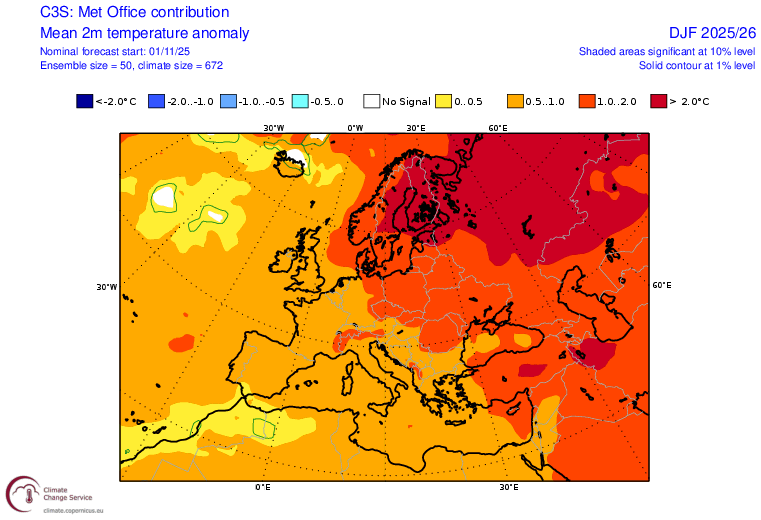 C3S: Met Office contribution
Mean 2m temperature anomaly DJF 2025/26
Nominal forecast start: 01/11/25 Shaded areas significant at 10% level
Ensemble size = 50, climate size = 672 Solid contour at 1% level
<-2.0°C -2.0..-1.0 -1.0..-0.5 -0.5..0 No Signal 0..0.5 0.5..1.0 1.0..2.0 > 2.0°C
30°W 0°W 30°E 60°E
30°W 60°E
0°E 30°E
Climate
Change Service
climate.copernicus.eu